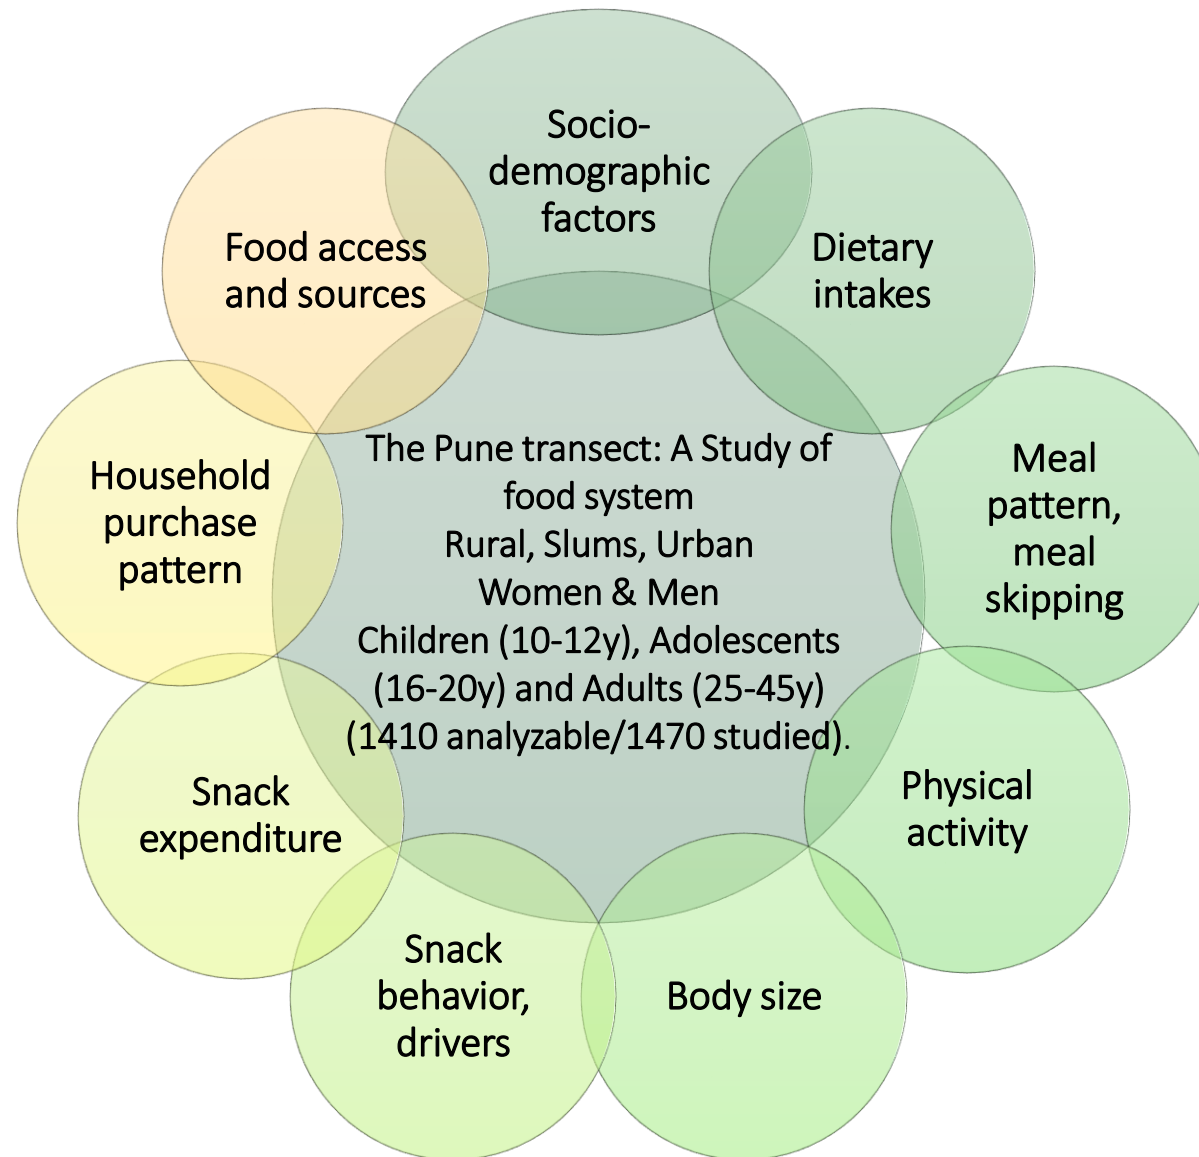 Socio-
demographic
factors
Dietary
intakes
Meal
pattern,
meal
skipping
Physical
activity
Body size
Snack
behavior,
drivers
Snack
expenditure
Household
purchase
pattern
Food access
and sources
The Pune transect: A Study of
food system
Rural, Slums, Urban
Women & Men
Children (10-12y), Adolescents
(16-20y) and Adults (25-45y)
(1410 analyzable/1470 studied).